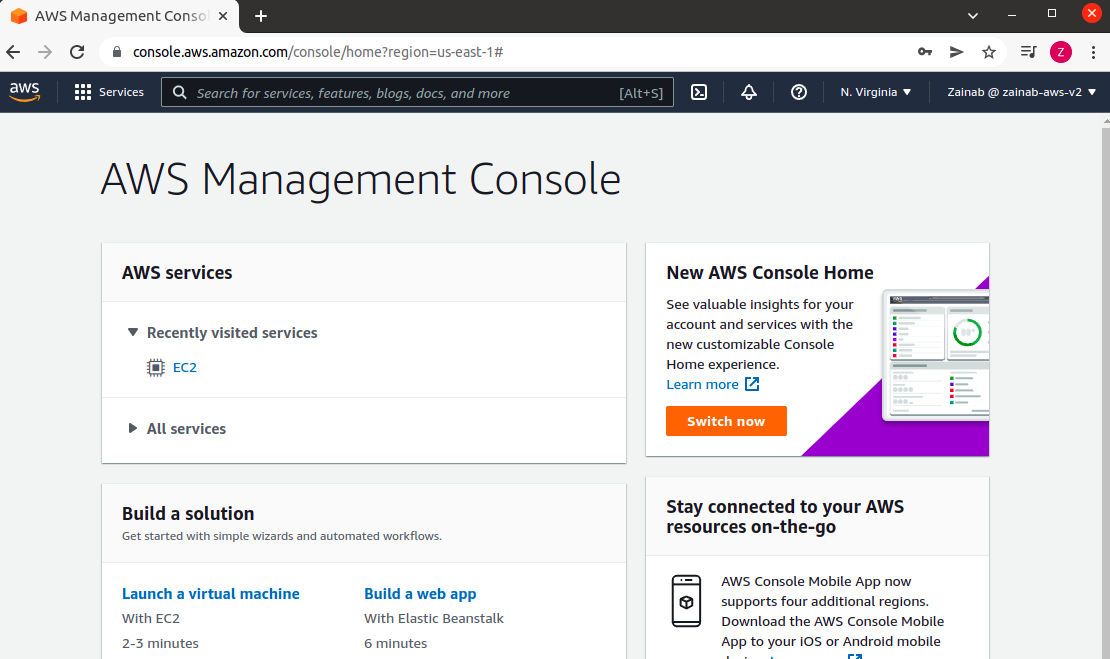 AWS Management Conso
console.aws.amazon.com/console/home?region=us-east-1#
Z
aws
Services
Search for services, features, blogs, docs, and more
[Alt+S]
N. Virginia
Zainab @ zainab-aws-v2
AWS Management Console
AWS services
Recently visited services
EC2
All services
Build a solution
Get started with simple wizards and automated workflows.
Launch a virtual machine
With EC2
2-3 minutes
Build a web app
With Elastic Beanstalk
6 minutes
New AWS Console Home
See valuable insights for your
account and services with the
new customizable Console
Home experience.
Learn more
Switch now
Stay connected to your AWS
resources on-the-go
AWS Console Mobile App now
supports four additional regions.
Download the AWS Console Mobile
App to your iOS or Android mobile